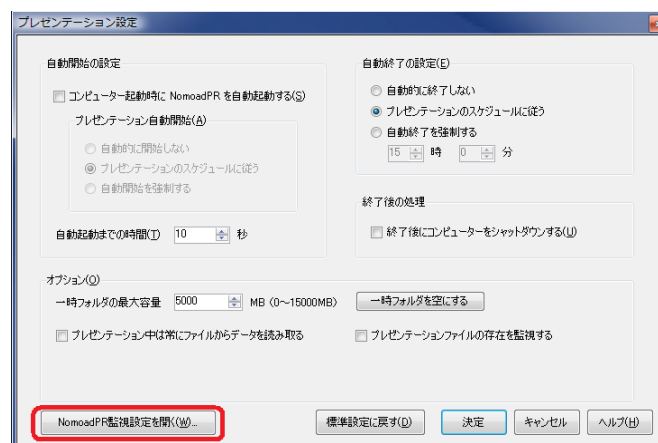 プレゼンテーション設定
自動開始の設定
コンピューター起動時に NomoadPR を自動起動する(S)
プレゼンテーション自動開始(A)
自動的に開始しない
プレゼンテーションのスケジュールに従う
自動開始を強制する
自動起動までの時間(T) 10 秒
自動終了の設定(E)
自動的に終了しない
プレゼンテーションのスケジュールに従う
自動終了を強制する
15 時 0 分
終了後の処理
終了後にコンピューターをシャットダウンする(U)
オプション(O)
一時フォルダの最大容量 5000 MB (0～15000MB) 一時フォルダを空にする
プレゼンテーション中は常にファイルからデータを読み取る プレゼンテーションファイルの存在を監視する
NomoadPR監視設定を開く(W)... 標準設定に戻す(D) 決定 キャンセル ヘルプ(H)